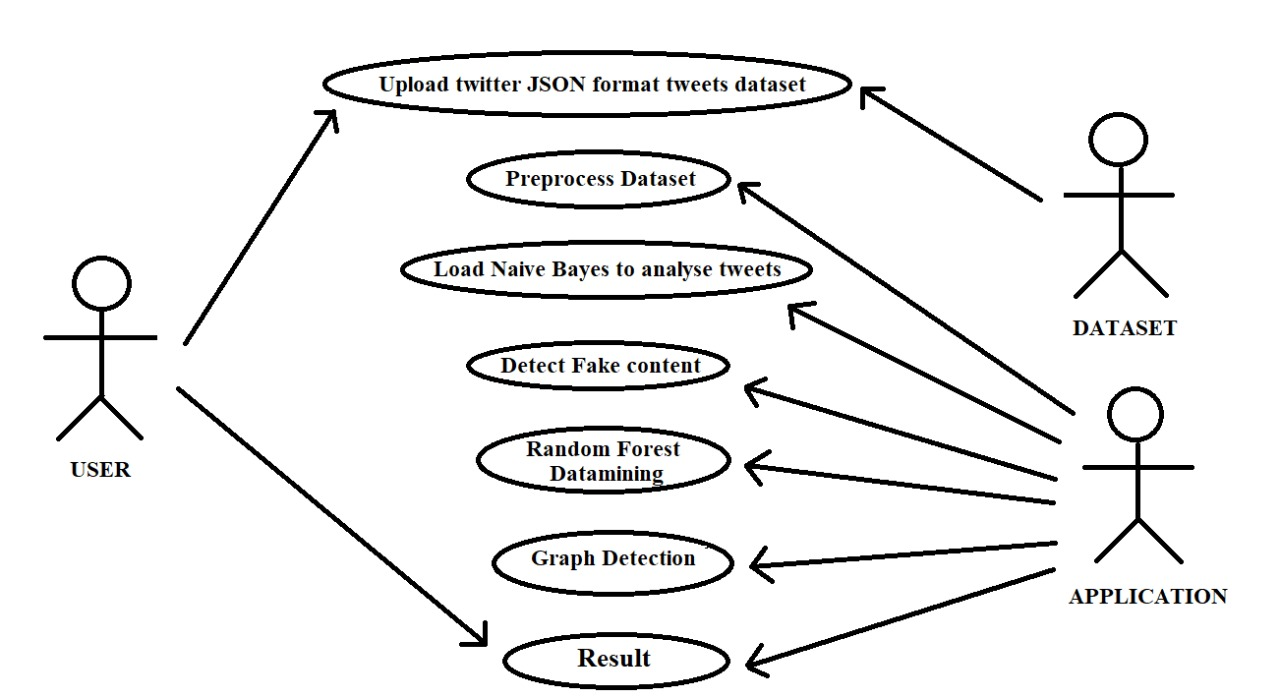 Upload twitter JSON format tweets dataset
Preprocess Dataset
Load Naive Bayes to analyse tweets
DATASET
Detect Fake content
Random Forest
Datamining
USER
Graph Detection
APPLICATION
Result